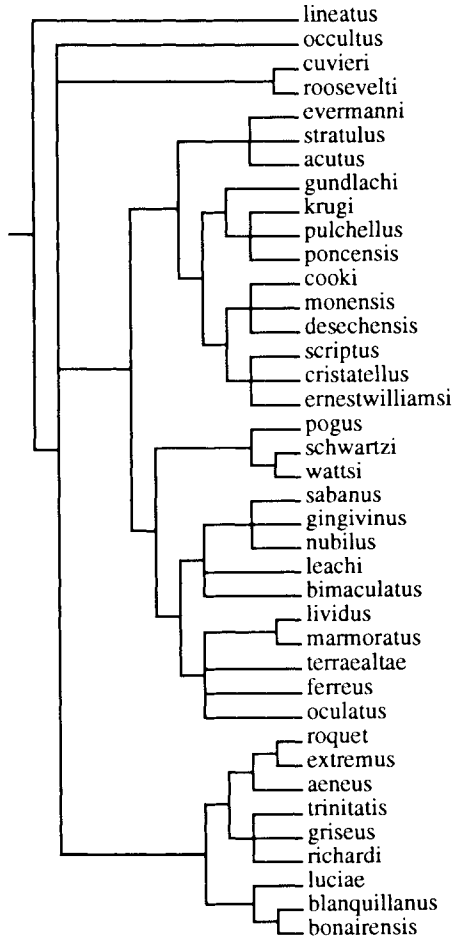 lineatus
occultus
cuvieri
roosevelti
evermanni
stratulus
acutus
gundlachi
krugi
pulchellus
poncensis
cooki
monensis
desechensis
scriptus
cristatellus
ernestwilliamsi
pogus
schwartzi
wattsi
sabanus
gingivinus
nubilus
leachi
bimaculatus
lividus
marmoratus
terraealtae
ferreus
oculatus
roquet
extremus
aeneus
trinitatis
griseus
richardi
luciae
blanquillanus
bonairensis